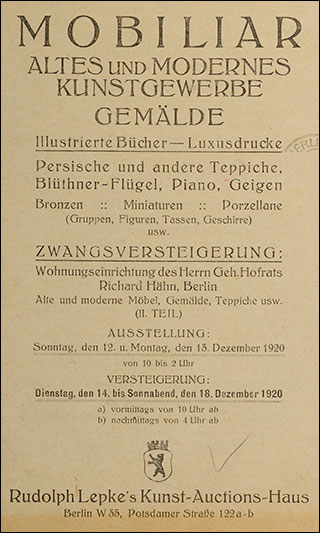 MOBILIAR
ALTES UND MODERNES
KUNSTGEWERBE
GEMÄLDE
Illustrierte Bücher — Luxusdrucke
Persische und andere Teppiche,
Blüthner-Flügel, Piano, Geigen
Bronzen :: Miniaturen :: Porzellane
(Gruppen, Figuren, Tassen, Geschirre)
usw.
ZWANGSVERSTEIGERUNG:
Wohnungseinrichtung des Herrn Geh. Hofrats
Richard Hähn, Berlin
Alte und moderne Möbel, Gemälde, Teppiche usw.
(II. TEIL)
AUSSTELLUNG:
Sonntag, den 12. u. Montag, den 13. Dezember 1920
von 10 bis 2 Uhr
VERSTEIGERUNG:
Dienstag, den 14. bis Sonnabend, den 18. Dezember 1920
a) vormittags von 10 Uhr ab
b) nachmittags von 4 Uhr ab
Rudolph Lepke's Kunst-Auctions-Haus
Berlin W 35, Potsdamer Straße 122a-b